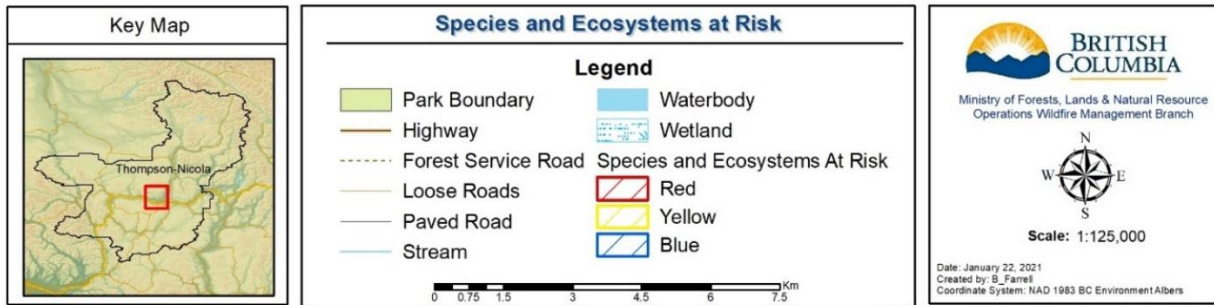 Key Map
Thompson-Nicola
Species and Ecosystems at Risk
Legend
Park Boundary
Highway
Forest Service Road
Loose Roads
Paved Road
Stream
Waterbody
Wetland
Species and Ecosystems At Risk
Red
Yellow
Blue
0 0.75 1.5 3 4.5 6 7.5
Km
BRITISH
COLUMBIA
Ministry of Forests, Lands & Natural Resource
Operations Wildfire Management Branch
N
W E
S
Scale: 1:125,000
Date: January 22, 2021
Created by: B_Farrell
Coordinate System: NAD 1983 BC Environment Albers